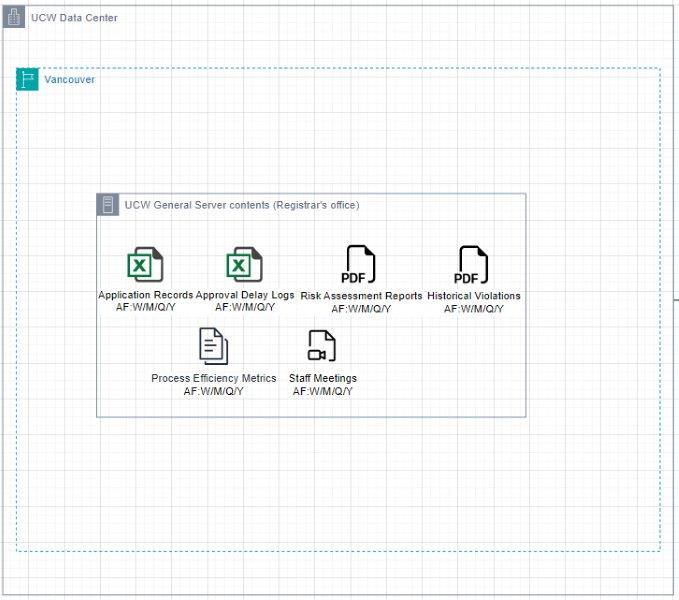 UCW Data Center
Vancouver
UCW General Server contents (Registrar's office)
X
X
PDF
PDF
Application Records
AF:W/M/Q/Y
Approval Delay Logs
AF:W/M/Q/Y
Risk Assessment Reports
AF:W/M/Q/Y
Historical Violations
AF:W/M/Q/Y
Process Efficiency Metrics
AF:W/M/Q/Y
Staff Meetings
AF:W/M/Q/Y